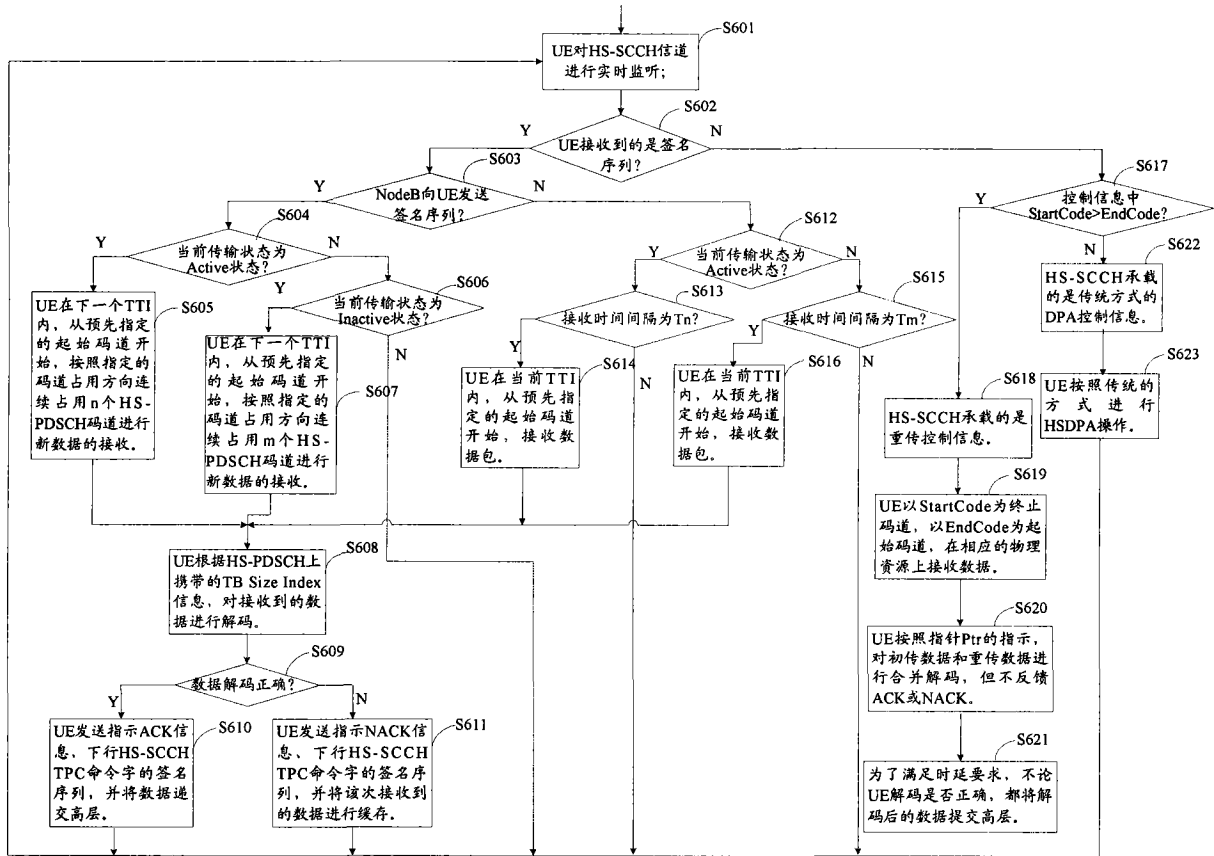 S601
UE对HS-SCCH信道
进行实时监听;
S602
Y
N
UE接收到的是签名
序列?
S603
Y
N
NodeB向UE发送
签名序列?
S617
Y
控制信息中
StartCode>EndCode?
N
S604
Y
N
当前传输状态为
Active状态?
S612
Y
N
当前传输状态为
Active状态?
S622
HS-SCCH承载
的是传统方式的
DPA控制信息。
S605
UE在下一个TTI
内，从预先指定
的起始码道开
始，按照指定的
码道占用方向连
续占用n个HS-
PDSCH码道进行
新数据的接收。
S606
Y
当前传输状态为
Inactive状态?
N
S613
接收时间间隔为Tn?
Y
N
S615
接收时间间隔为Tm?
Y
N
S607
UE在下一个TTI
内，从预先指定
的起始码道开
始，按照指定的
码道占用方向连
续占用m个HS-
PDSCH码道进行
新数据的接收。
S614
UE在当前TTI
内，从预先指
定的起始码道
开始，接收数
据包。
S616
UE在当前TTI
内，从预先指
定的起始码道
开始，接收数
据包。
S623
UE按照传统的
方式进行
HSDPA操作。
S618
HS-SCCH承载的是
重传控制信息。
S619
UE以StartCode为终止
码道，以EndCode为起
始码道，在相应的物理
资源上接收数据。
S608
UE根据HS-PDSCH上
携带的TB Size Index
信息，对接收到的数
据进行解码。
S620
UE按照指针Ptr的指示，
对初传数据和重传数据进
行合并解码，但不反馈
ACK或NACK。
S609
数据解码正确?
Y
N
S610
UE发送指示ACK信
息、下行HS-SCCH
TPC命令字的签名
序列，并将数据递
交高层。
S611
UE发送指示NACK信
息、下行HS-SCCH
TPC命令字的签名序
列，并将该次接收到
的数据进行缓存。
S621
为了满足时延要求，不论
UE解码是否正确，都将解
码后的数据提交高层。